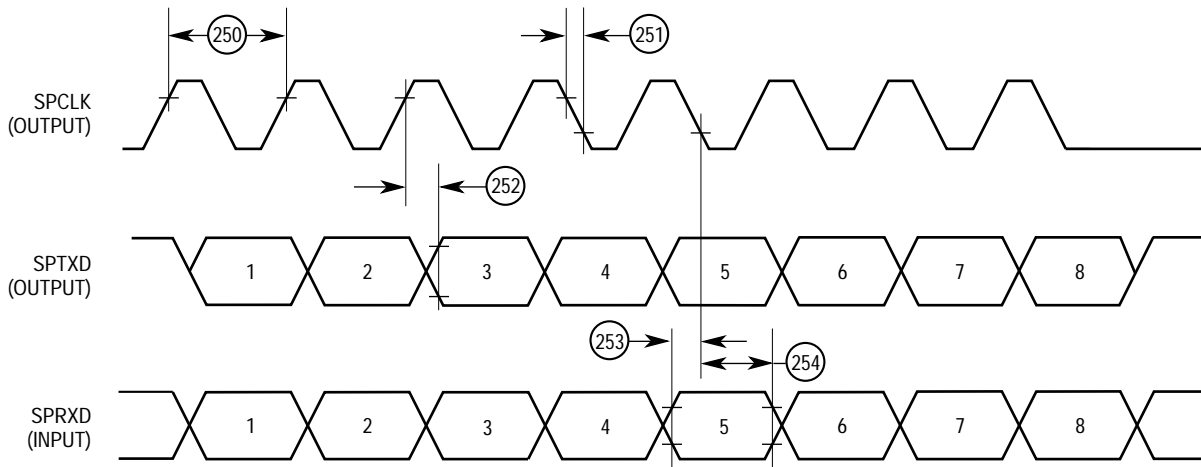 250
251
SPCLK
(OUTPUT)
252
SPTXD
(OUTPUT)
1 2 3 4 5 6 7 8
253
254
SPRXD
(INPUT)
1 2 3 4 5 6 7 8